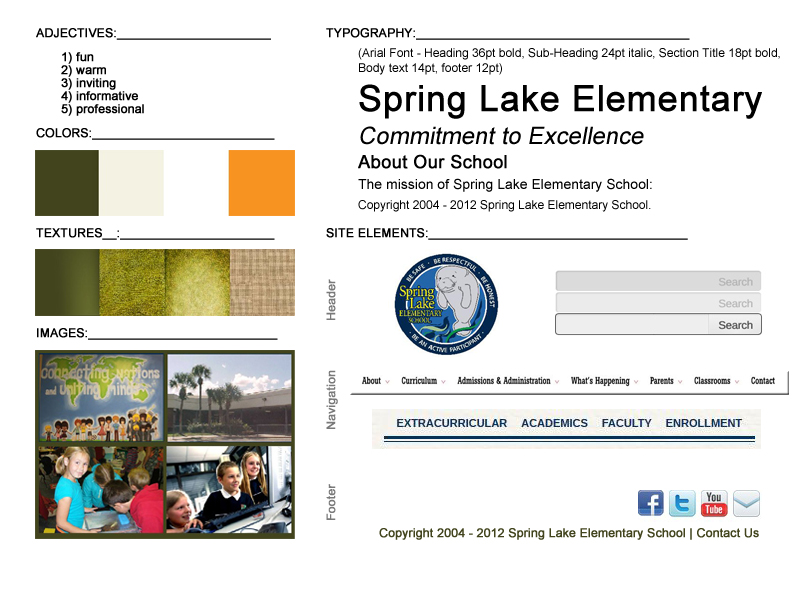 ADJECTIVES:
1) fun
2) warm
3) inviting
4) informative
5) professional
COLORS:
TEXTURES__:
IMAGES:
Connecting Nations
and Uniting Minds
TYPOGRAPHY:
(Arial Font - Heading 36pt bold, Sub-Heading 24pt italic, Section Title 18pt bold,
Body text 14pt, footer 12pt)
Spring Lake Elementary
Commitment to Excellence
About Our School
The mission of Spring Lake Elementary School:
Copyright 2004 - 2012 Spring Lake Elementary School.
SITE ELEMENTS:
Header
· BE SAFE · BE RESPECTFUL · BE HONEST
Spring
Lake
ELEMENTARY
SCHOOL
· BE AN ACTIVE PARTICIPANT ·
Search
Search
Search
Navigation
About Curriculum Admissions & Administration What's Happening Parents Classrooms Contact
EXTRACURRICULAR ACADEMICS FACULTY ENROLLMENT
Footer
f t You Tube
Copyright 2004 - 2012 Spring Lake Elementary School | Contact Us